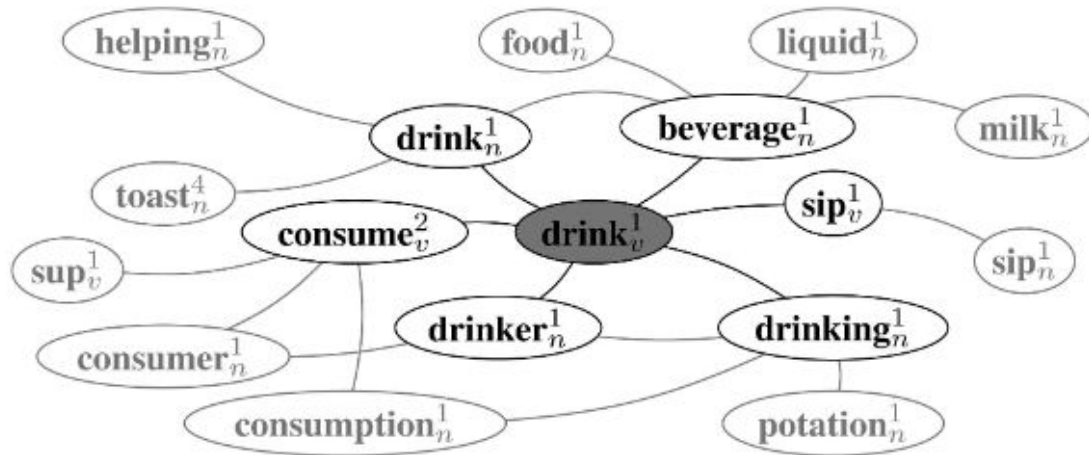 helping¹ₙ
food¹ₙ
liquid¹ₙ
drink¹ₙ
beverage¹ₙ
milk¹ₙ
toast⁴ₙ
sip¹ᵥ
consume²ᵥ
drink¹ᵥ
sup¹ᵥ
sip¹ₙ
drinker¹ₙ
drinking¹ₙ
consumer¹ₙ
consumption¹ₙ
potation¹ₙ